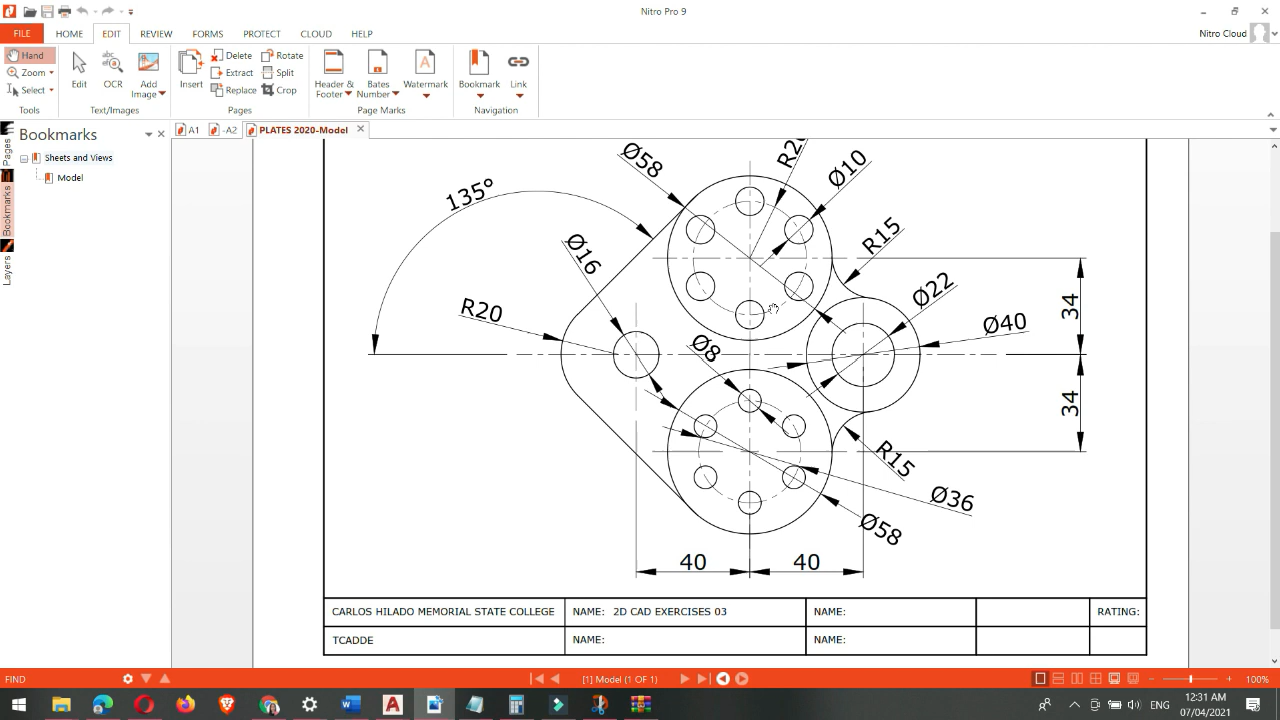 Nitro Pro 9
FILE HOME EDIT REVIEW FORMS PROTECT CLOUD HELP Nitro Cloud
Hand
Zoom
Select
Tools
Edit OCR Add Image
Text/Images
Insert Delete Extract Replace Rotate Split Crop
Pages
Header & Footer Bates Number Watermark
Page Marks
Bookmark Link
Navigation
A1 -A2 PLATES 2020-Model
Pages
Bookmarks
Layers
Bookmarks
Sheets and Views
Model
Ø58
Ø10
135°
R15
Ø16
Ø22
R20
Ø40
34
Ø8
34
R15
Ø36
Ø58
40 40
CARLOS HILADO MEMORIAL STATE COLLEGE NAME: 2D CAD EXERCISES 03 NAME: RATING:
TCADDE NAME: NAME:
FIND [1] Model (1 OF 1) 100%
ENG 12:31 AM
07/04/2021